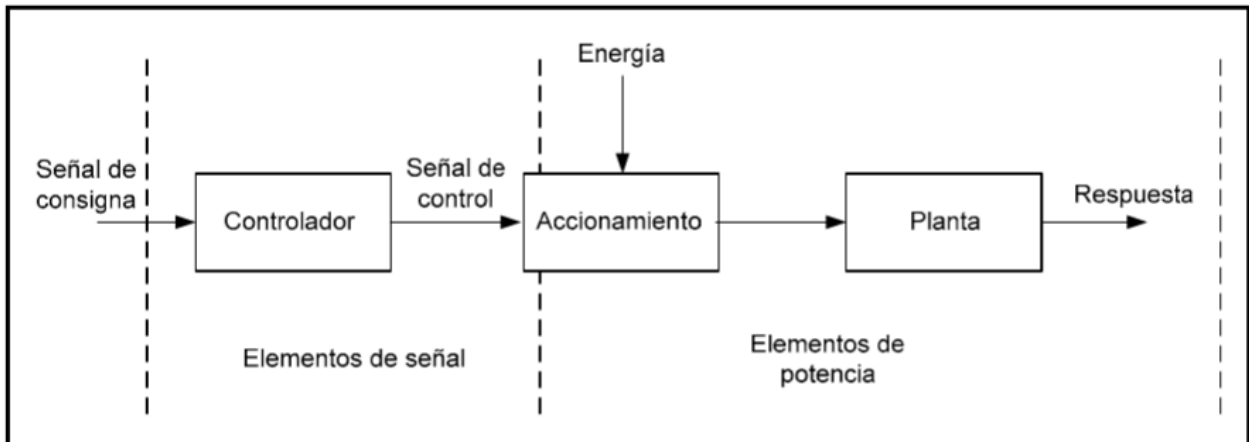 Energía
Señal de
consigna
Señal de
control
Controlador
Accionamiento
Planta
Respuesta
Elementos de señal
Elementos de
potencia